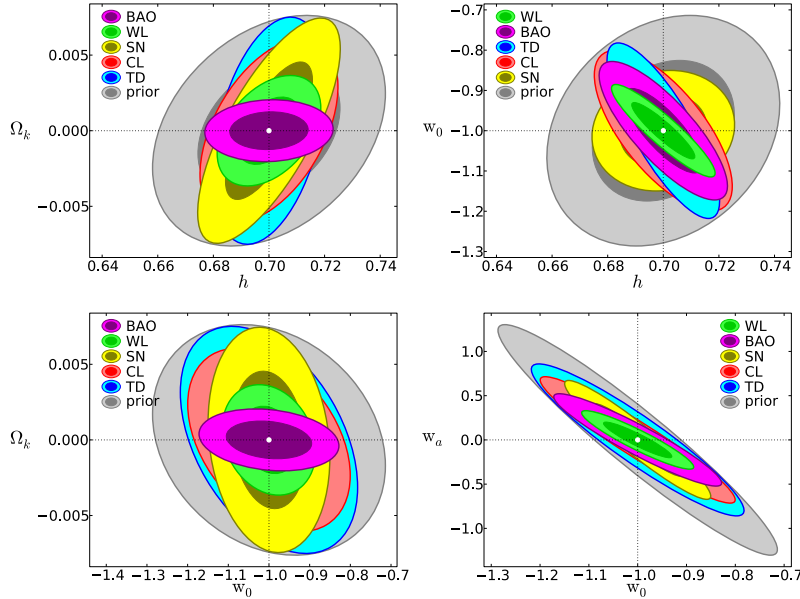 BAO
WL
SN
CL
TD
prior
0.005
0.000
−0.005
Ω_k
0.64 0.66 0.68 0.70 0.72 0.74
h
WL
BAO
TD
CL
SN
prior
−0.7
−0.8
−0.9
−1.0
−1.1
−1.2
−1.3
w_0
0.64 0.66 0.68 0.70 0.72 0.74
h
BAO
WL
SN
CL
TD
prior
0.005
0.000
−0.005
Ω_k
−1.4 −1.3 −1.2 −1.1 −1.0 −0.9 −0.8 −0.7
w_0
WL
BAO
SN
CL
TD
prior
1.0
0.5
0.0
−0.5
−1.0
w_a
−1.3 −1.2 −1.1 −1.0 −0.9 −0.8 −0.7
w_0